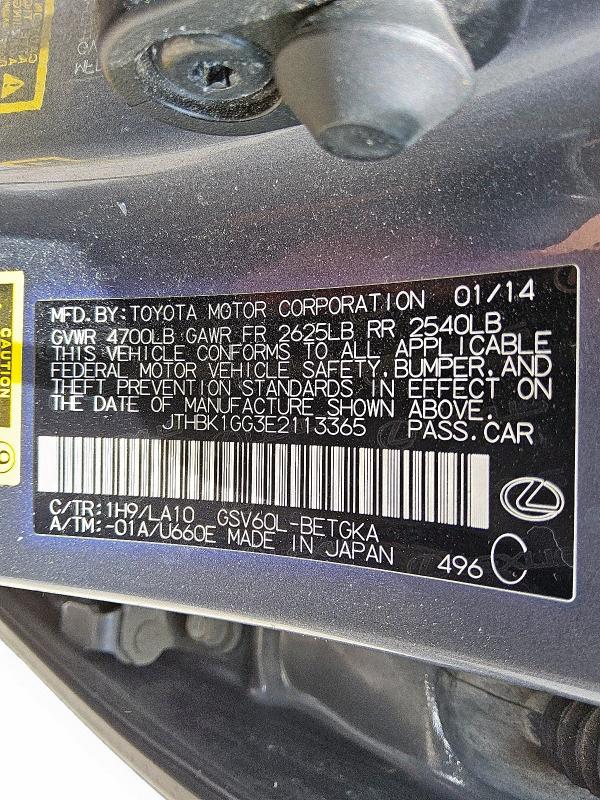 MFD. BY: TOYOTA MOTOR CORPORATION 01/14
GVWR 4700LB GAWR FR 2625LB RR 2540LB
THIS VEHICLE CONFORMS TO ALL APPLICABLE
FEDERAL MOTOR VEHICLE SAFETY, BUMPER, AND
THEFT PREVENTION STANDARDS IN EFFECT ON
THE DATE OF MANUFACTURE SHOWN ABOVE.
JTHBK1GG3E2113365 PASS. CAR
C/TR: 1H9/LA10 GSV60L-BETGKA
A/TM: -01A/U660E MADE IN JAPAN
496 C
CAUTION